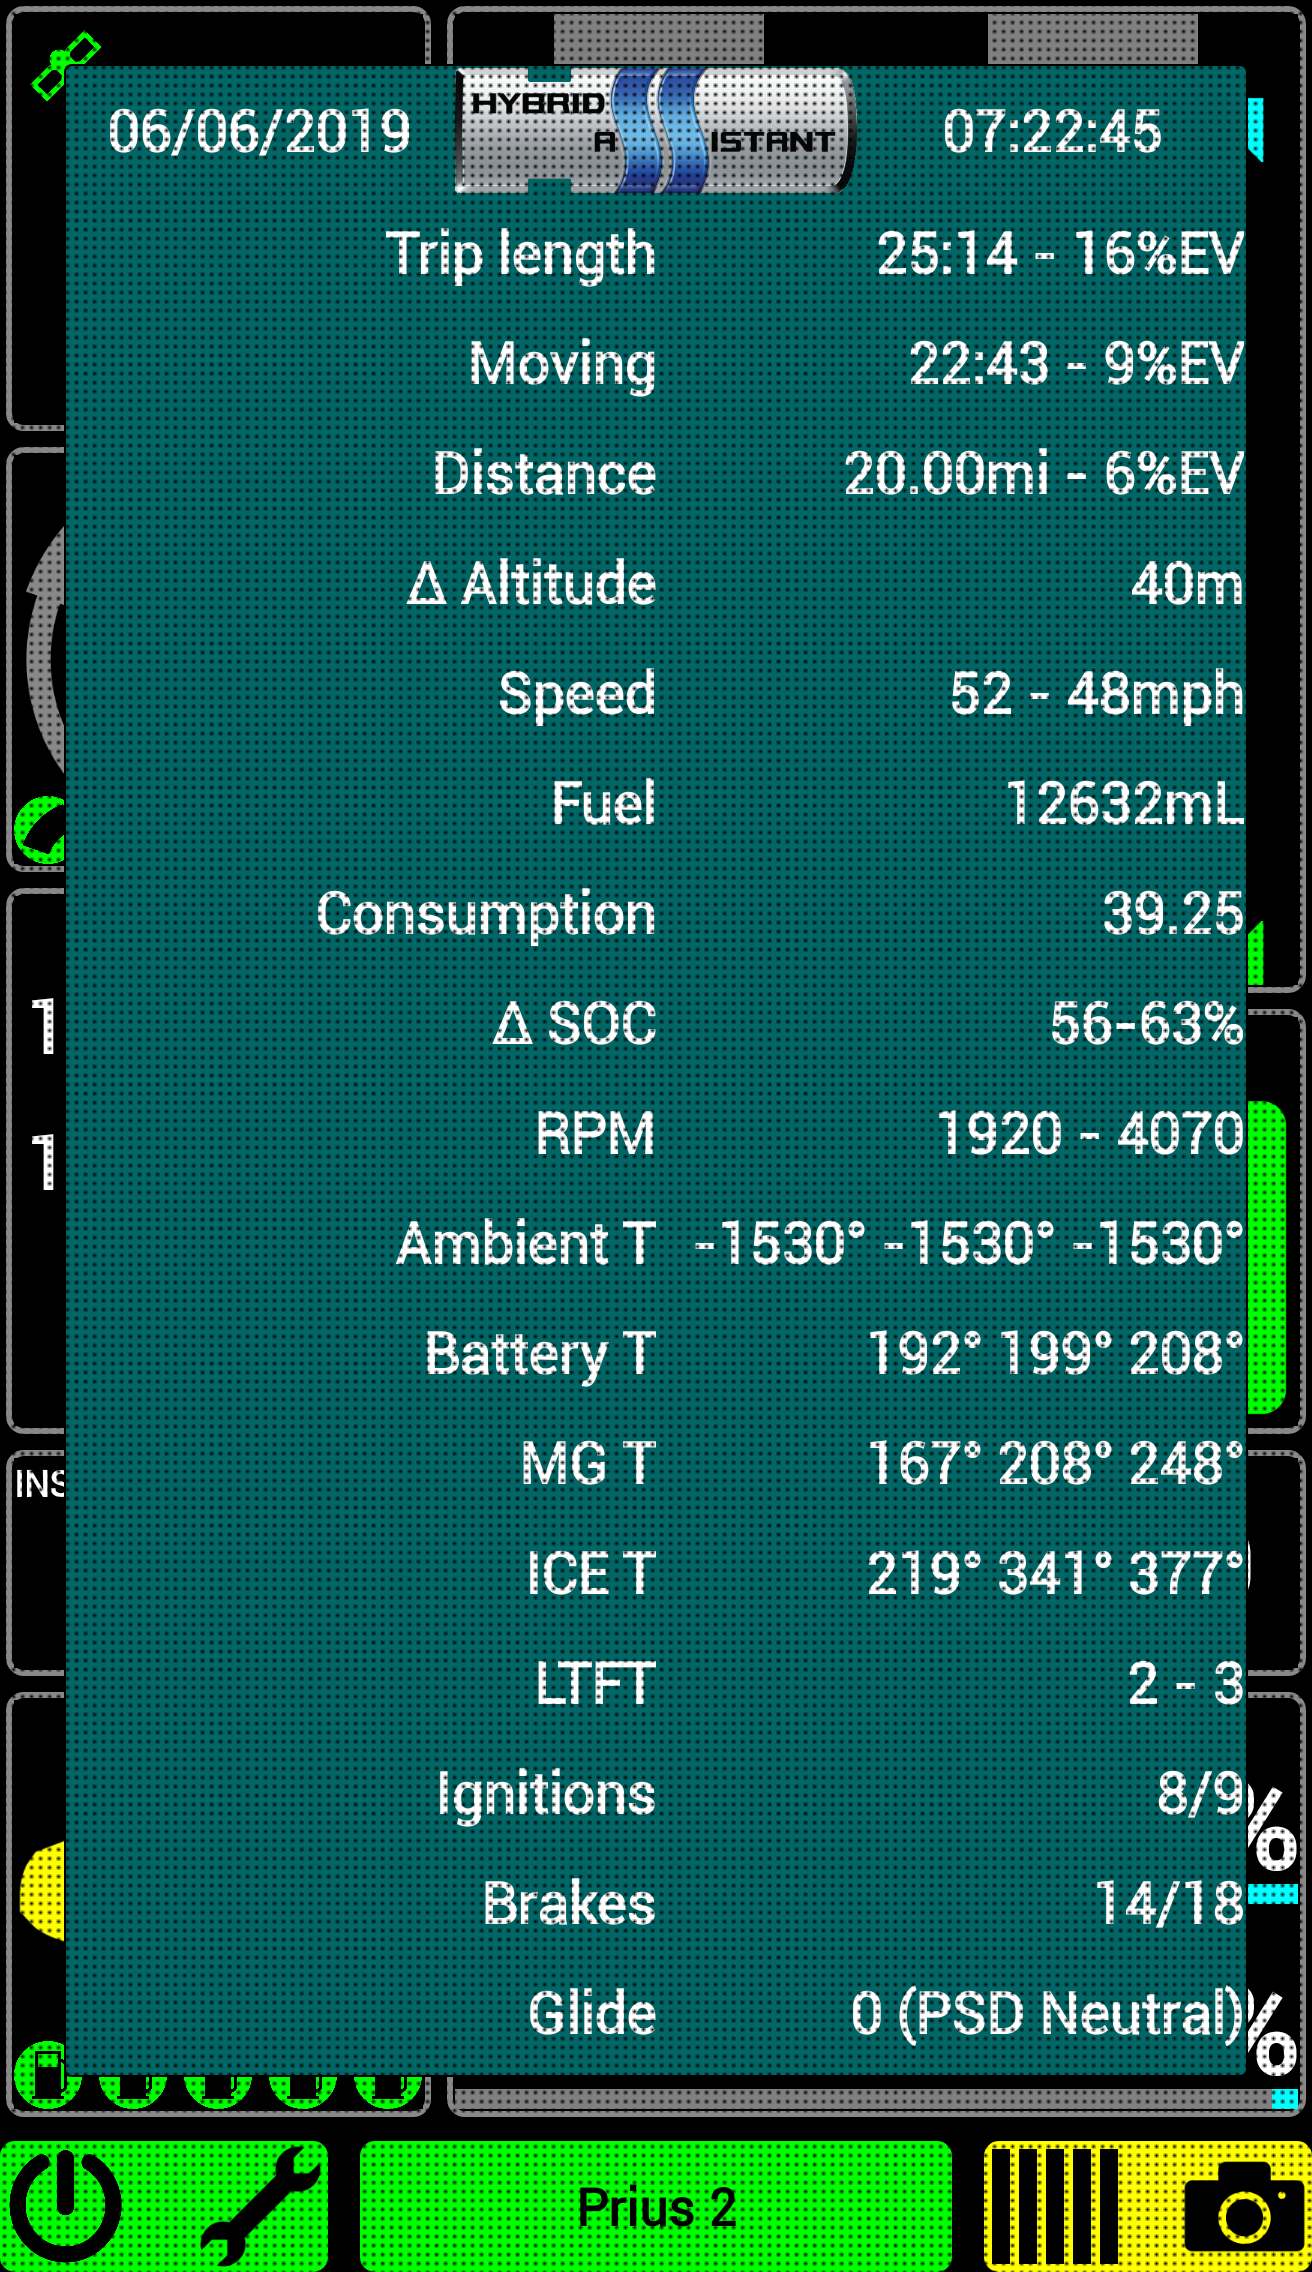 06/06/2019 HYBRID A ISTANT 07:22:45
Trip length 25:14 - 16%EV
Moving 22:43 - 9%EV
Distance 20.00mi - 6%EV
Δ Altitude 40m
Speed 52 - 48mph
Fuel 12632mL
Consumption 39.25
Δ SOC 56-63%
1
RPM 1920 - 4070
1
Ambient T -1530° -1530° -1530°
Battery T 192° 199° 208°
MG T 167° 208° 248°
INS
ICE T 219° 341° 377°
LTFT 2 - 3
Ignitions 8/9
%
Brakes 14/18
Glide 0 (PSD Neutral)
%
Prius 2